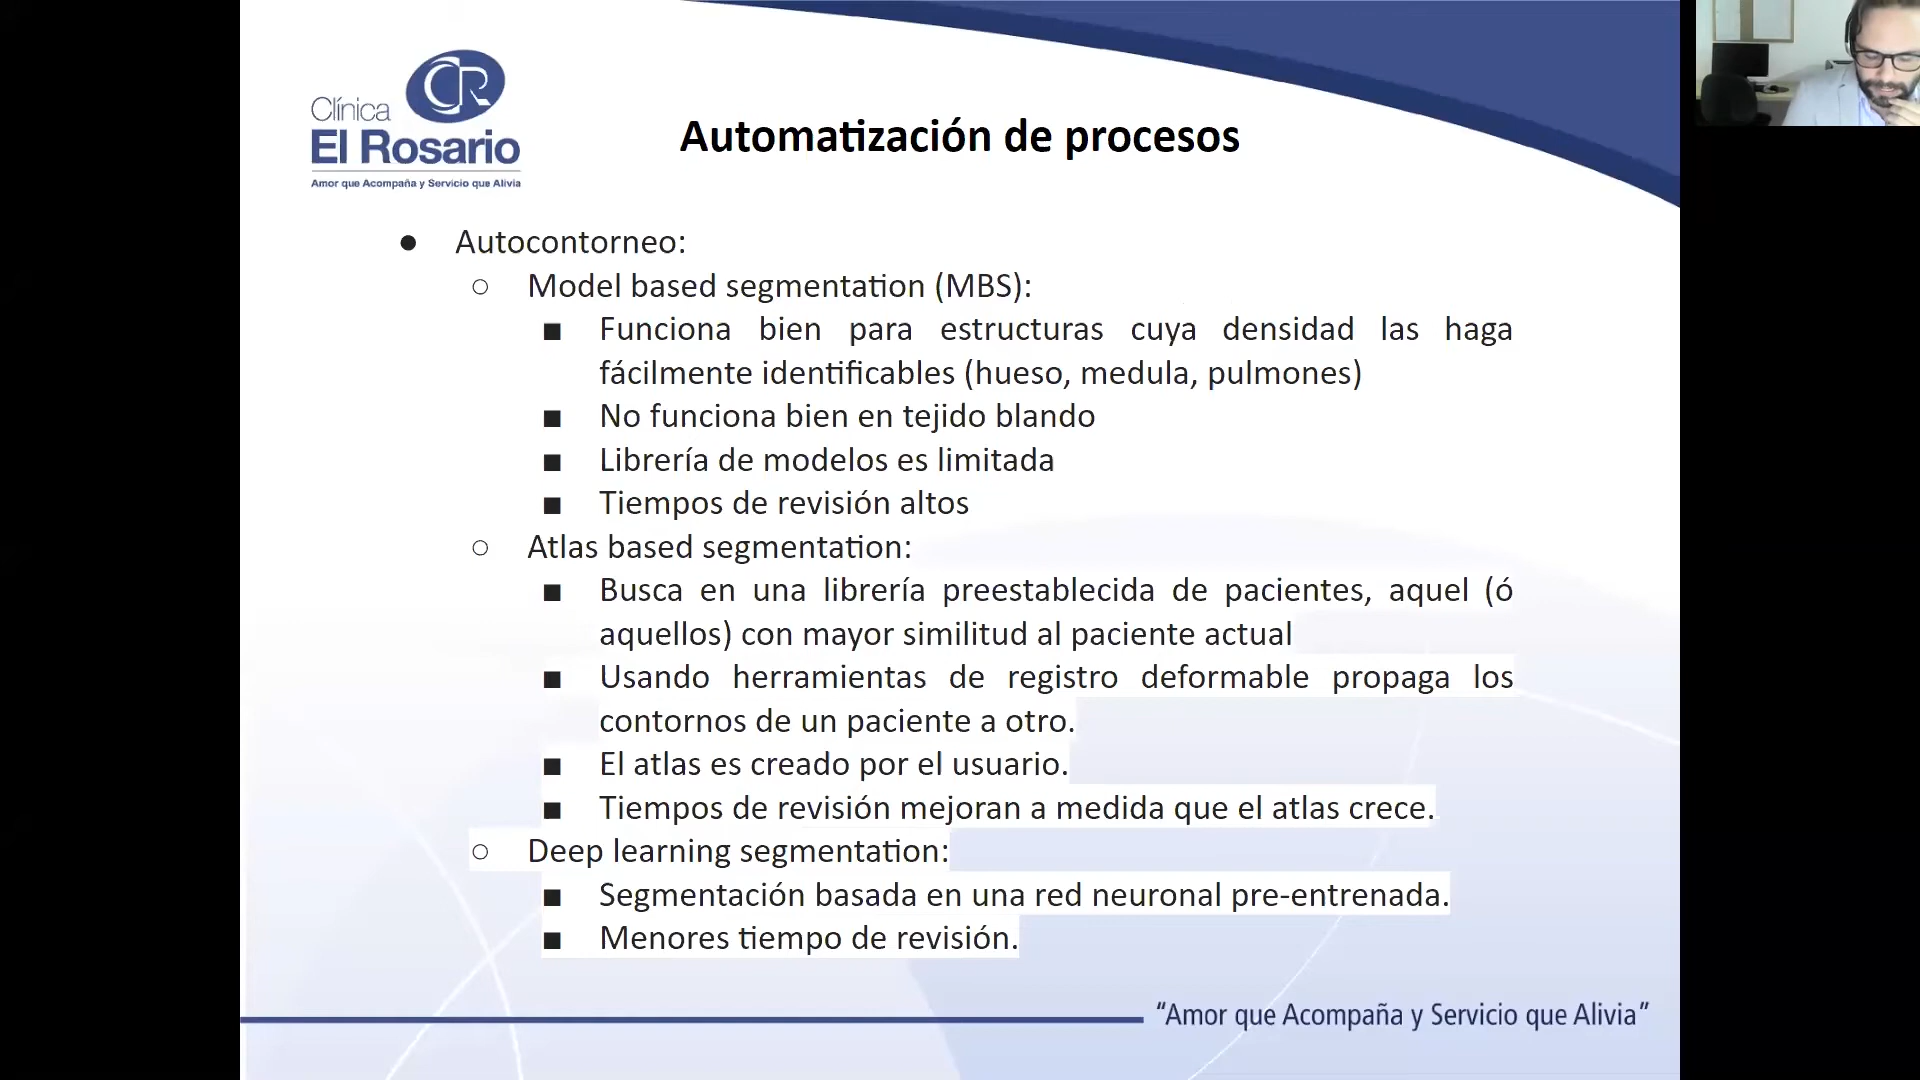 CR
Clínica
El Rosario
Amor que Acompaña y Servicio que Alivia
Automatización de procesos
● Autocontorneo:
○ Model based segmentation (MBS):
■ Funciona bien para estructuras cuya densidad las haga
fácilmente identificables (hueso, medula, pulmones)
■ No funciona bien en tejido blando
■ Librería de modelos es limitada
■ Tiempos de revisión altos
○ Atlas based segmentation:
■ Busca en una librería preestablecida de pacientes, aquel (ó
aquellos) con mayor similitud al paciente actual
■ Usando herramientas de registro deformable propaga los
contornos de un paciente a otro.
■ El atlas es creado por el usuario.
■ Tiempos de revisión mejoran a medida que el atlas crece.
○ Deep learning segmentation:
■ Segmentación basada en una red neuronal pre-entrenada.
■ Menores tiempo de revisión.
“Amor que Acompaña y Servicio que Alivia”